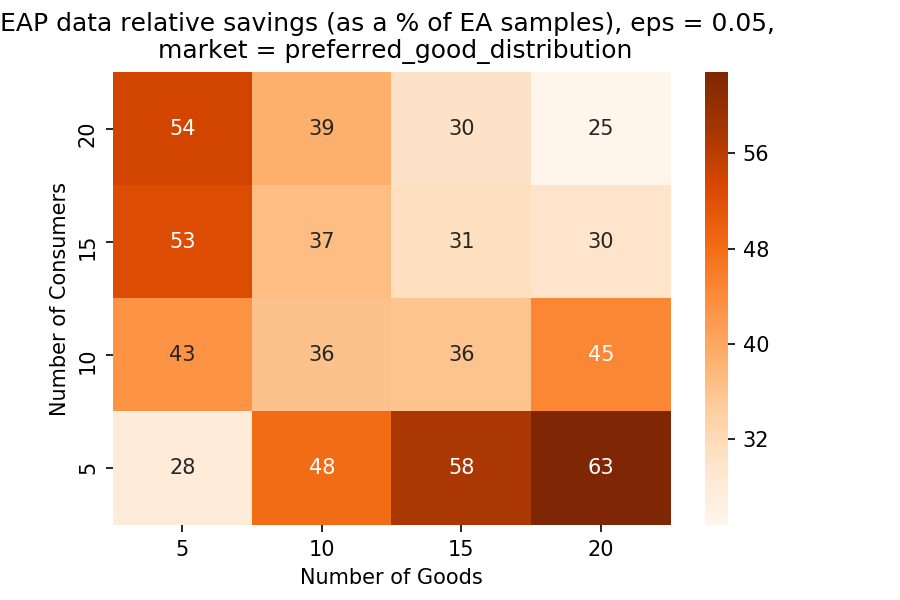 EAP data relative savings (as a % of EA samples), eps = 0.05,
market = preferred_good_distribution
Number of Consumers
20
54 39 30 25
15
53 37 31 30
10
43 36 36 45
5
28 48 58 63
5 10 15 20
Number of Goods
56
48
40
32